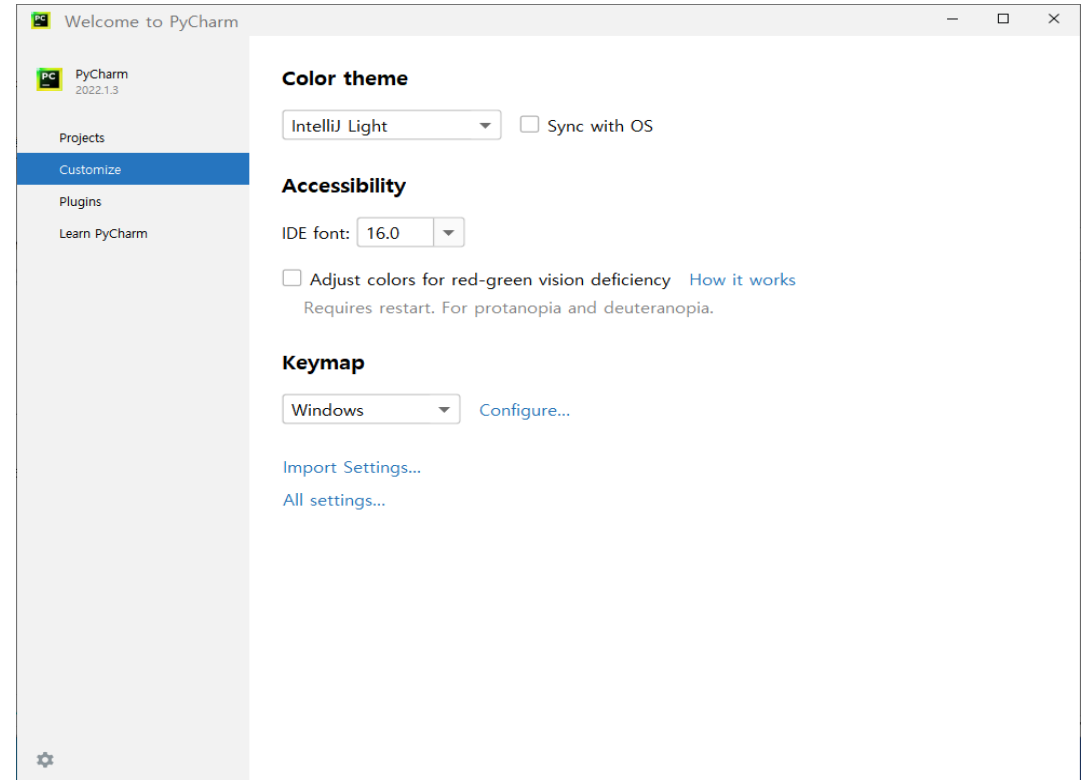 Welcome to PyCharm
PyCharm
2022.1.3
Projects
Customize
Plugins
Learn PyCharm
Color theme
IntelliJ Light Sync with OS
Accessibility
IDE font: 16.0
Adjust colors for red-green vision deficiency How it works
Requires restart. For protanopia and deuteranopia.
Keymap
Windows Configure...
Import Settings...
All settings...